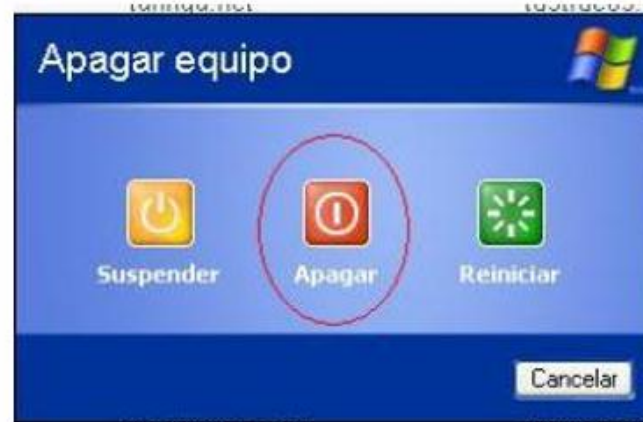 Apagar equipo
Suspender
Apagar
Reiniciar
Cancelar